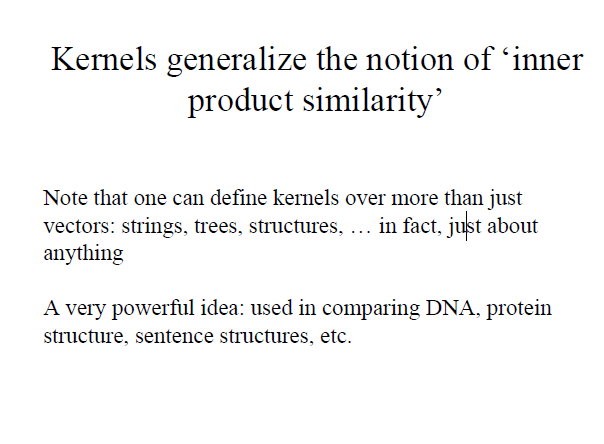 Kernels generalize the notion of ‘inner
product similarity’
Note that one can define kernels over more than just
vectors: strings, trees, structures, … in fact, just about
anything
A very powerful idea: used in comparing DNA, protein
structure, sentence structures, etc.